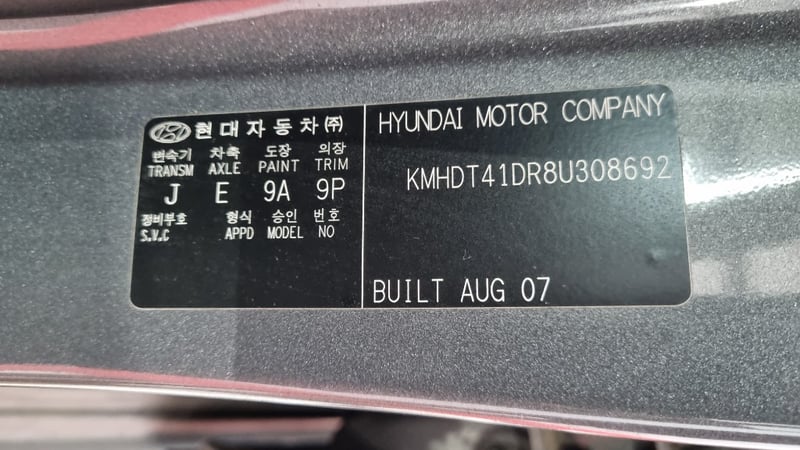 현대자동차㈜
변속기 차축 도장 의장
TRANSM AXLE PAINT TRIM
J E 9A 9P
정비부호 형식 승인 번호
S.V.C APPD MODEL NO
HYUNDAI MOTOR COMPANY
KMHDT41DR8U308692
BUILT AUG 07